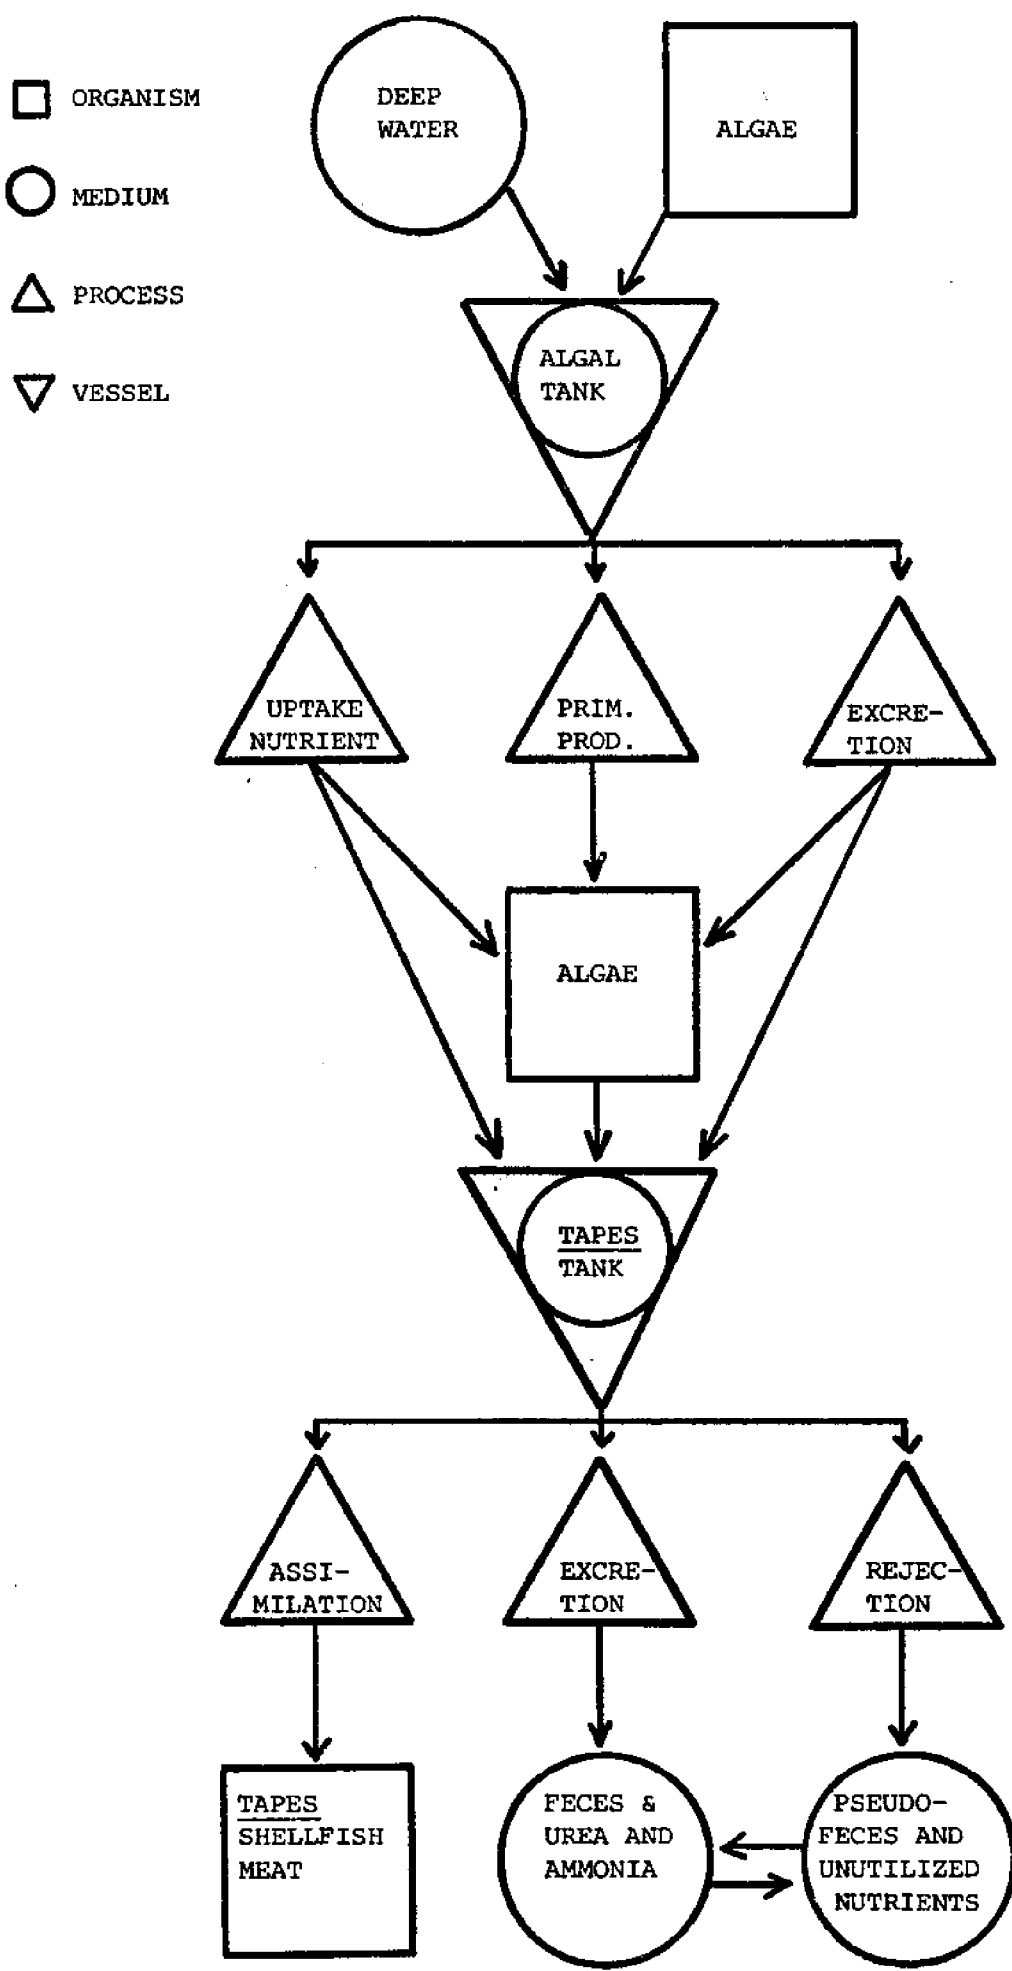 ORGANISM
MEDIUM
PROCESS
VESSEL
DEEP
WATER
ALGAE
ALGAL
TANK
UPTAKE
NUTRIENT
PRIM.
PROD.
EXCRE-
TION
ALGAE
TAPES
TANK
ASSI-
MILATION
EXCRE-
TION
REJEC-
TION
TAPES
SHELLFISH
MEAT
FECES &
UREA AND
AMMONIA
PSEUDO-
FECES AND
UNUTILIZED
NUTRIENTS